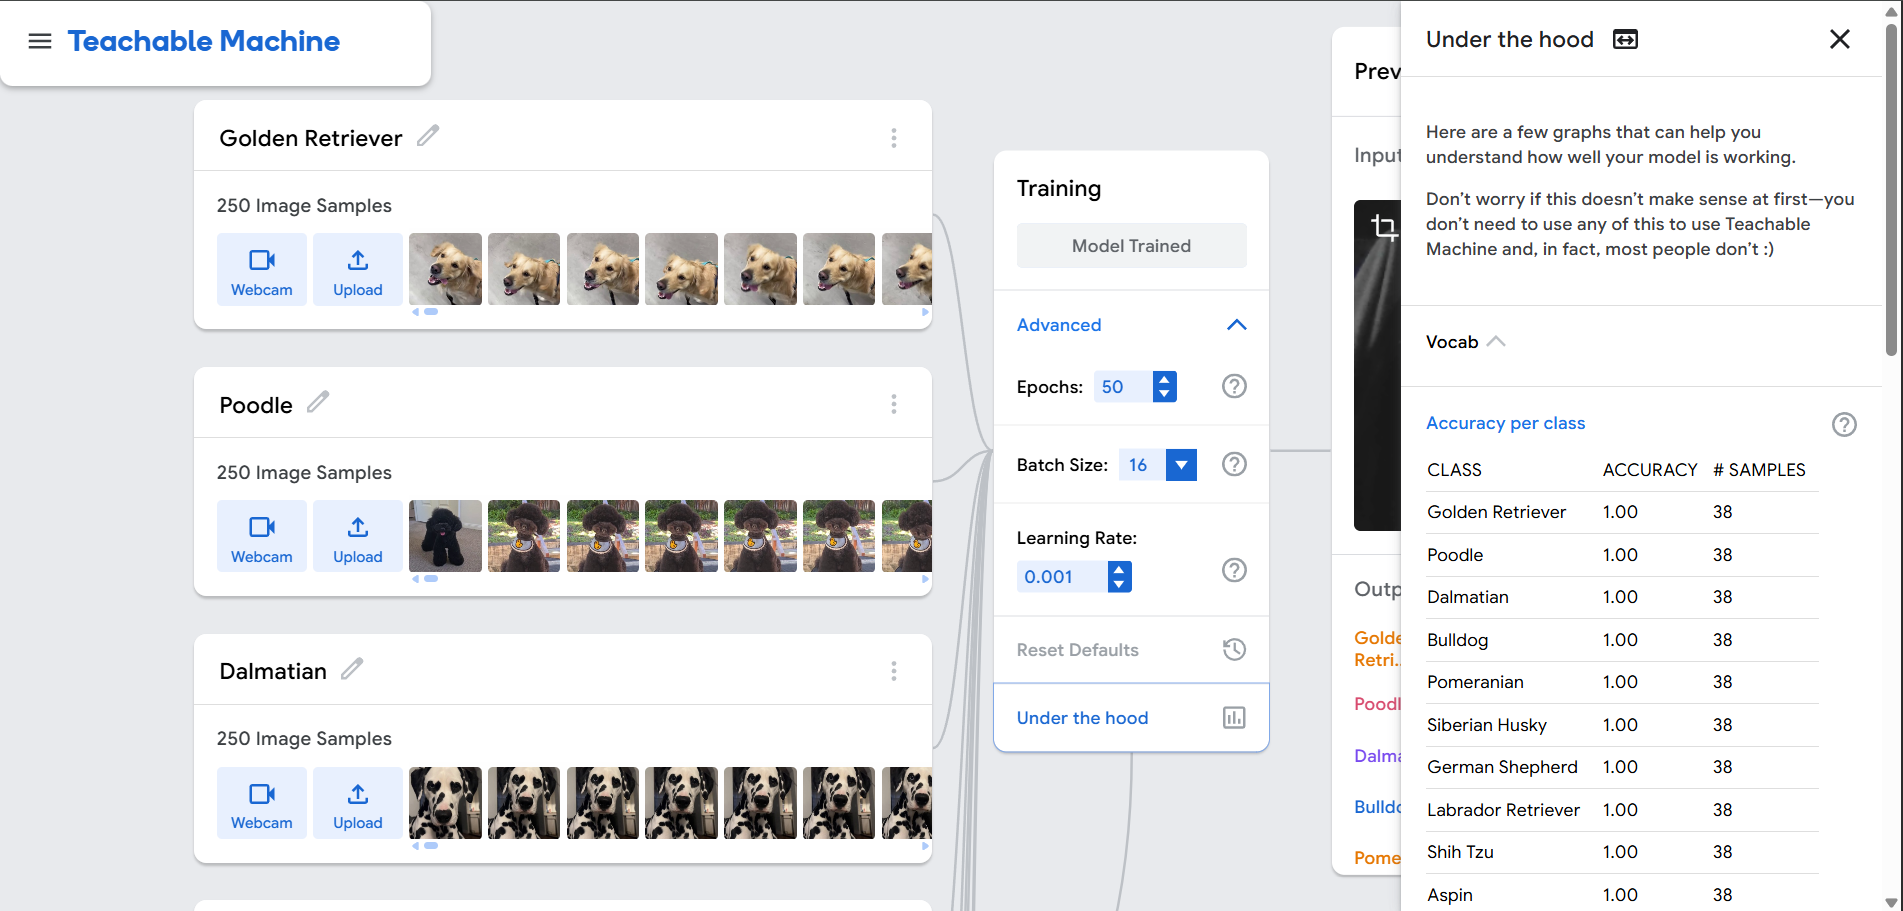 Teachable Machine
Golden Retriever
250 Image Samples
Webcam
Upload
Poodle
250 Image Samples
Webcam
Upload
Dalmatian
250 Image Samples
Webcam
Upload
Training
Model Trained
Advanced
Epochs: 50
Batch Size: 16
Learning Rate:
0.001
Reset Defaults
Under the hood
Prev
Input
Outp
Golde
Retri..
Poodl
Dalma
Bulldo
Pome
Under the hood
Here are a few graphs that can help you
understand how well your model is working.
Don’t worry if this doesn’t make sense at first—you
don’t need to use any of this to use Teachable
Machine and, in fact, most people don’t :)
Vocab
Accuracy per class
CLASS ACCURACY # SAMPLES
Golden Retriever 1.00 38
Poodle 1.00 38
Dalmatian 1.00 38
Bulldog 1.00 38
Pomeranian 1.00 38
Siberian Husky 1.00 38
German Shepherd 1.00 38
Labrador Retriever 1.00 38
Shih Tzu 1.00 38
Aspin 1.00 38